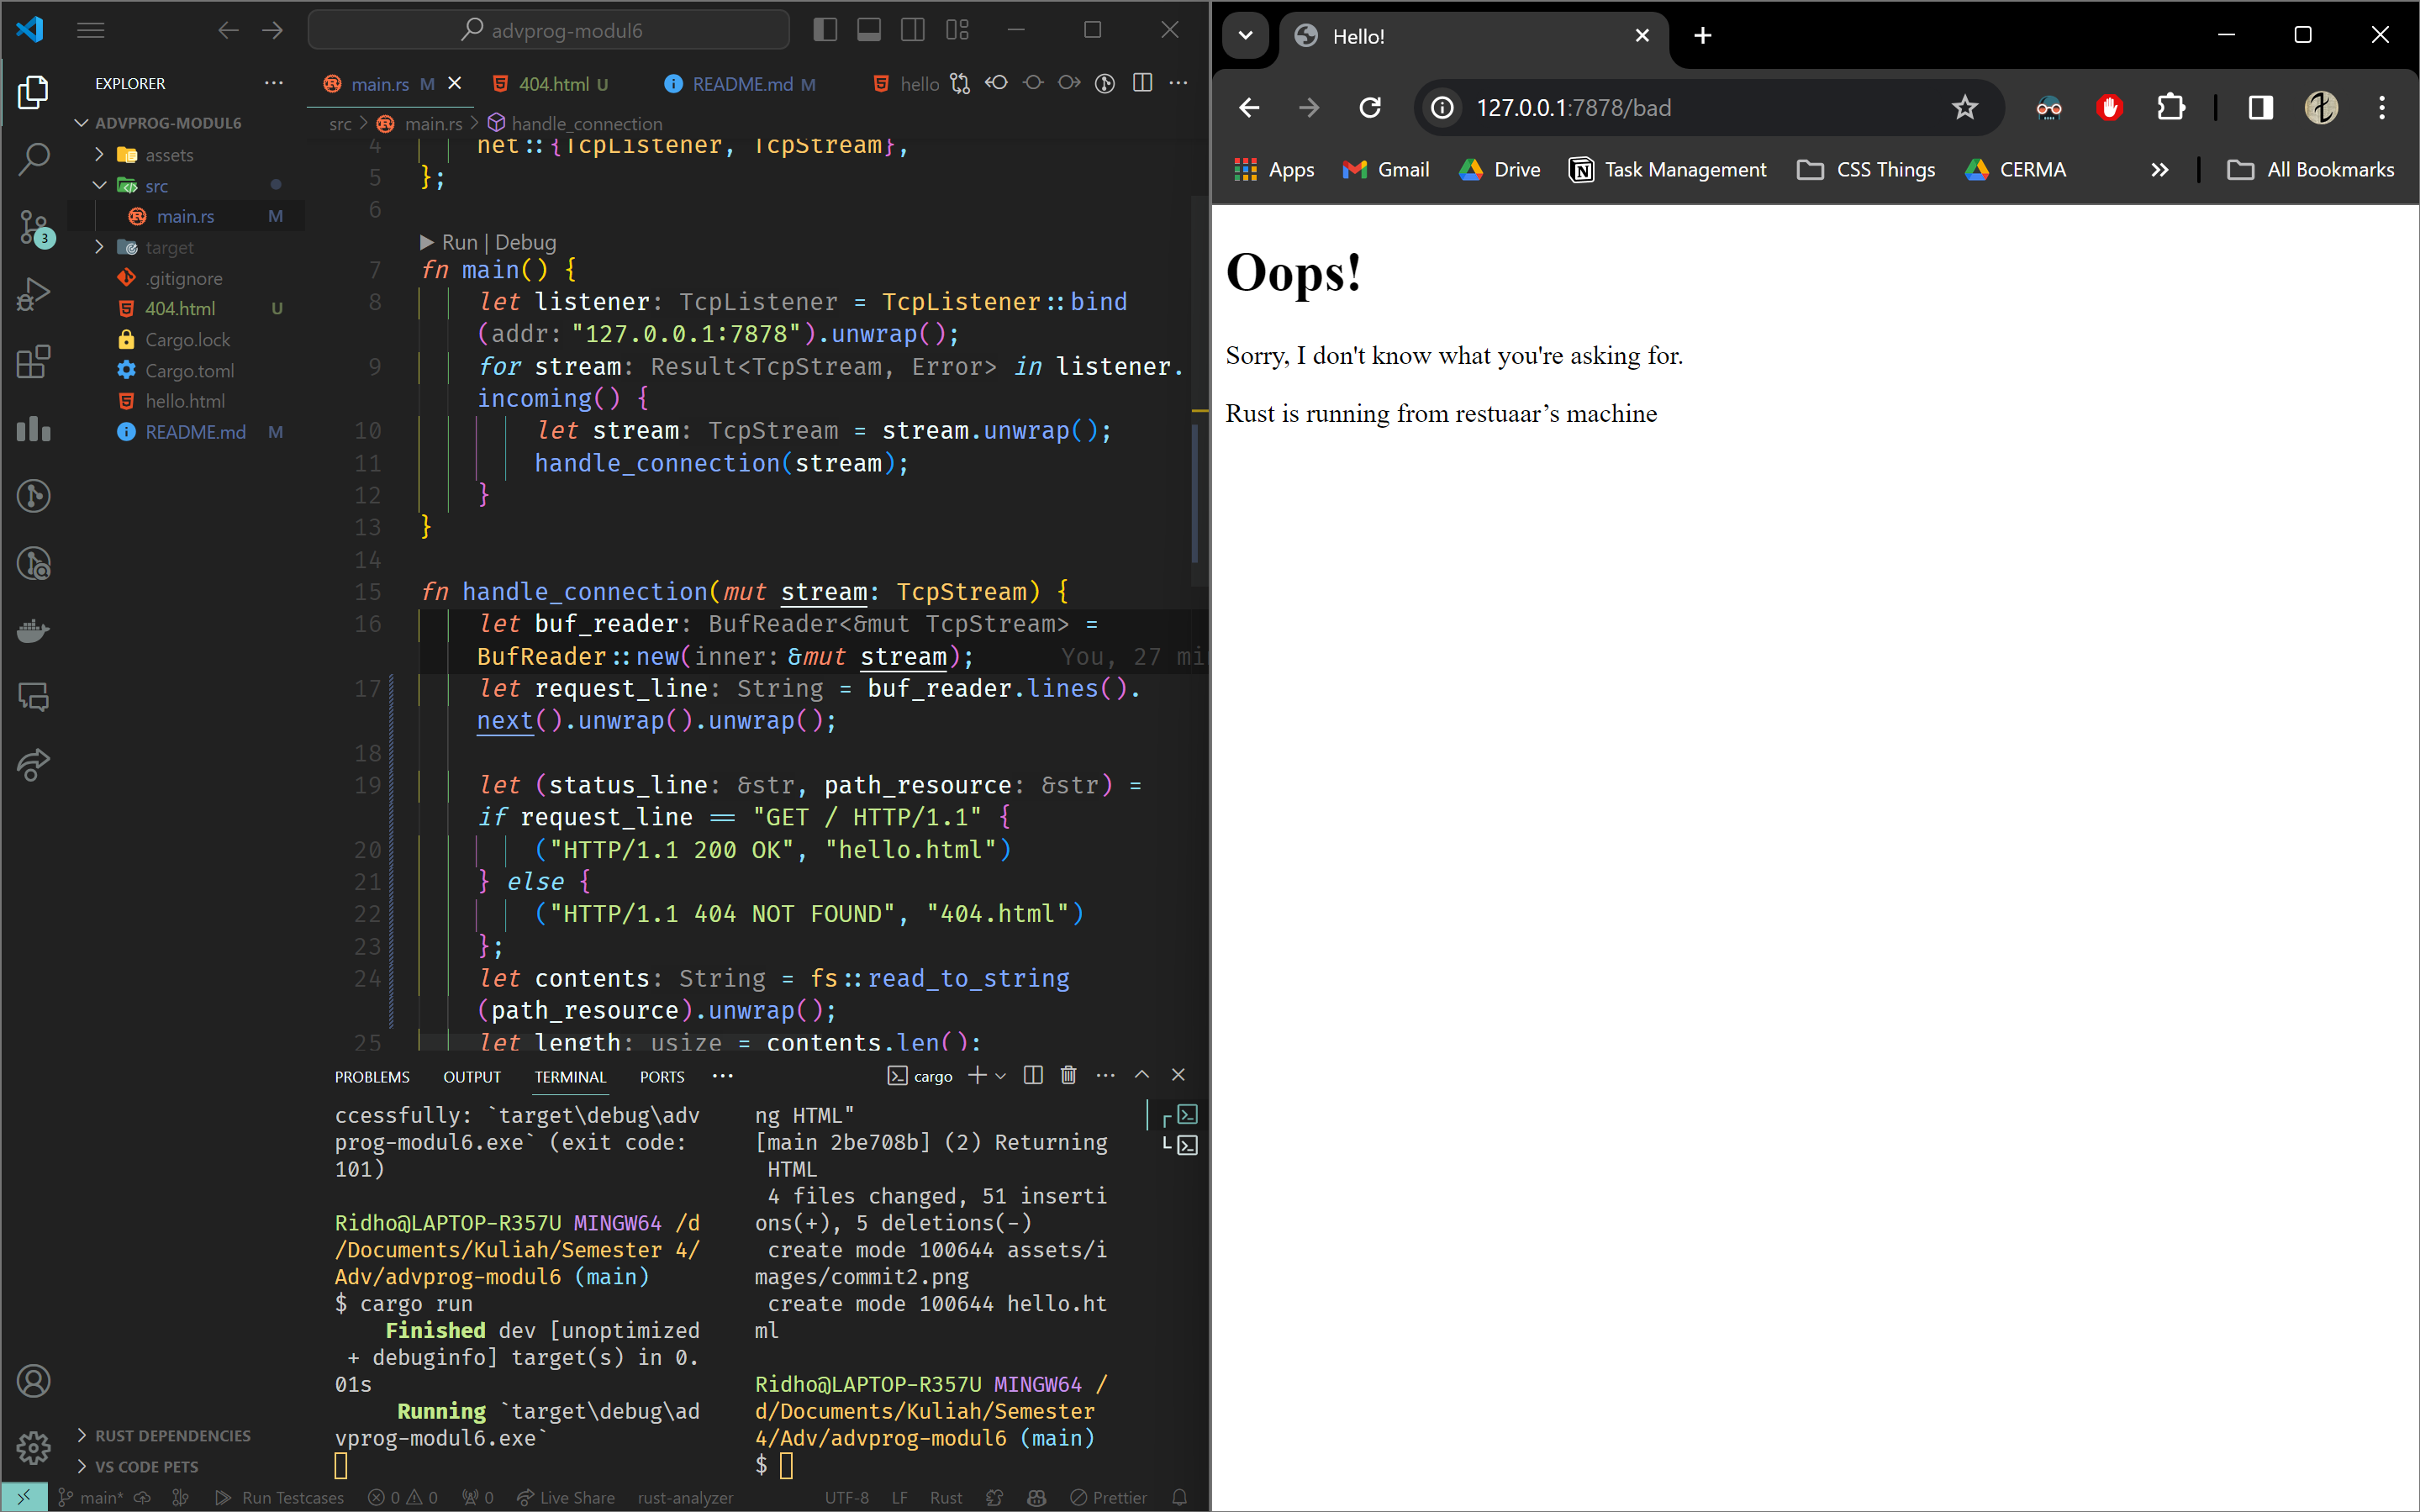 advprog-modul6
EXPLORER
ADVPROG-MODUL6
assets
src
main.rs M
target
.gitignore
404.html U
Cargo.lock
Cargo.toml
hello.html
README.md M
RUST DEPENDENCIES
VS CODE PETS
3
main.rs M
404.html U
README.md M
hello
src > main.rs > handle_connection
4 net::{TcpListener, TcpStream},
5 };
6
Run | Debug
7 fn main() {
8 let listener: TcpListener = TcpListener::bind
(addr: "127.0.0.1:7878").unwrap();
9 for stream: Result<TcpStream, Error> in listener.
incoming() {
10 let stream: TcpStream = stream.unwrap();
11 handle_connection(stream);
12 }
13 }
14
15 fn handle_connection(mut stream: TcpStream) {
16 let buf_reader: BufReader<&mut TcpStream> =
BufReader::new(inner: &mut stream); You, 27 mi
17 let request_line: String = buf_reader.lines().
next().unwrap().unwrap();
18
19 let (status_line: &str, path_resource: &str) =
if request_line == "GET / HTTP/1.1" {
20 ("HTTP/1.1 200 OK", "hello.html")
21 } else {
22 ("HTTP/1.1 404 NOT FOUND", "404.html")
23 };
24 let contents: String = fs::read_to_string
(path_resource).unwrap();
25 let length: usize = contents.len();
PROBLEMS OUTPUT TERMINAL PORTS
cargo
ccessfully: `target\debug\adv
prog-modul6.exe` (exit code:
101)
Ridho@LAPTOP-R357U MINGW64 /d
/Documents/Kuliah/Semester 4/
Adv/advprog-modul6 (main)
$ cargo run
Finished dev [unoptimized
+ debuginfo] target(s) in 0.
01s
Running `target\debug\ad
vprog-modul6.exe`
ng HTML"
[main 2be708b] (2) Returning
HTML
4 files changed, 51 inserti
ons(+), 5 deletions(-)
create mode 100644 assets/i
mages/commit2.png
create mode 100644 hello.ht
ml
Ridho@LAPTOP-R357U MINGW64 /
d/Documents/Kuliah/Semester
4/Adv/advprog-modul6 (main)
$
main* Run Testcases 0 0 0 Live Share rust-analyzer UTF-8 LF Rust Prettier
Hello!
127.0.0.1:7878/bad
Apps Gmail Drive Task Management CSS Things CERMA All Bookmarks
Oops!
Sorry, I don't know what you're asking for.
Rust is running from restuaar’s machine